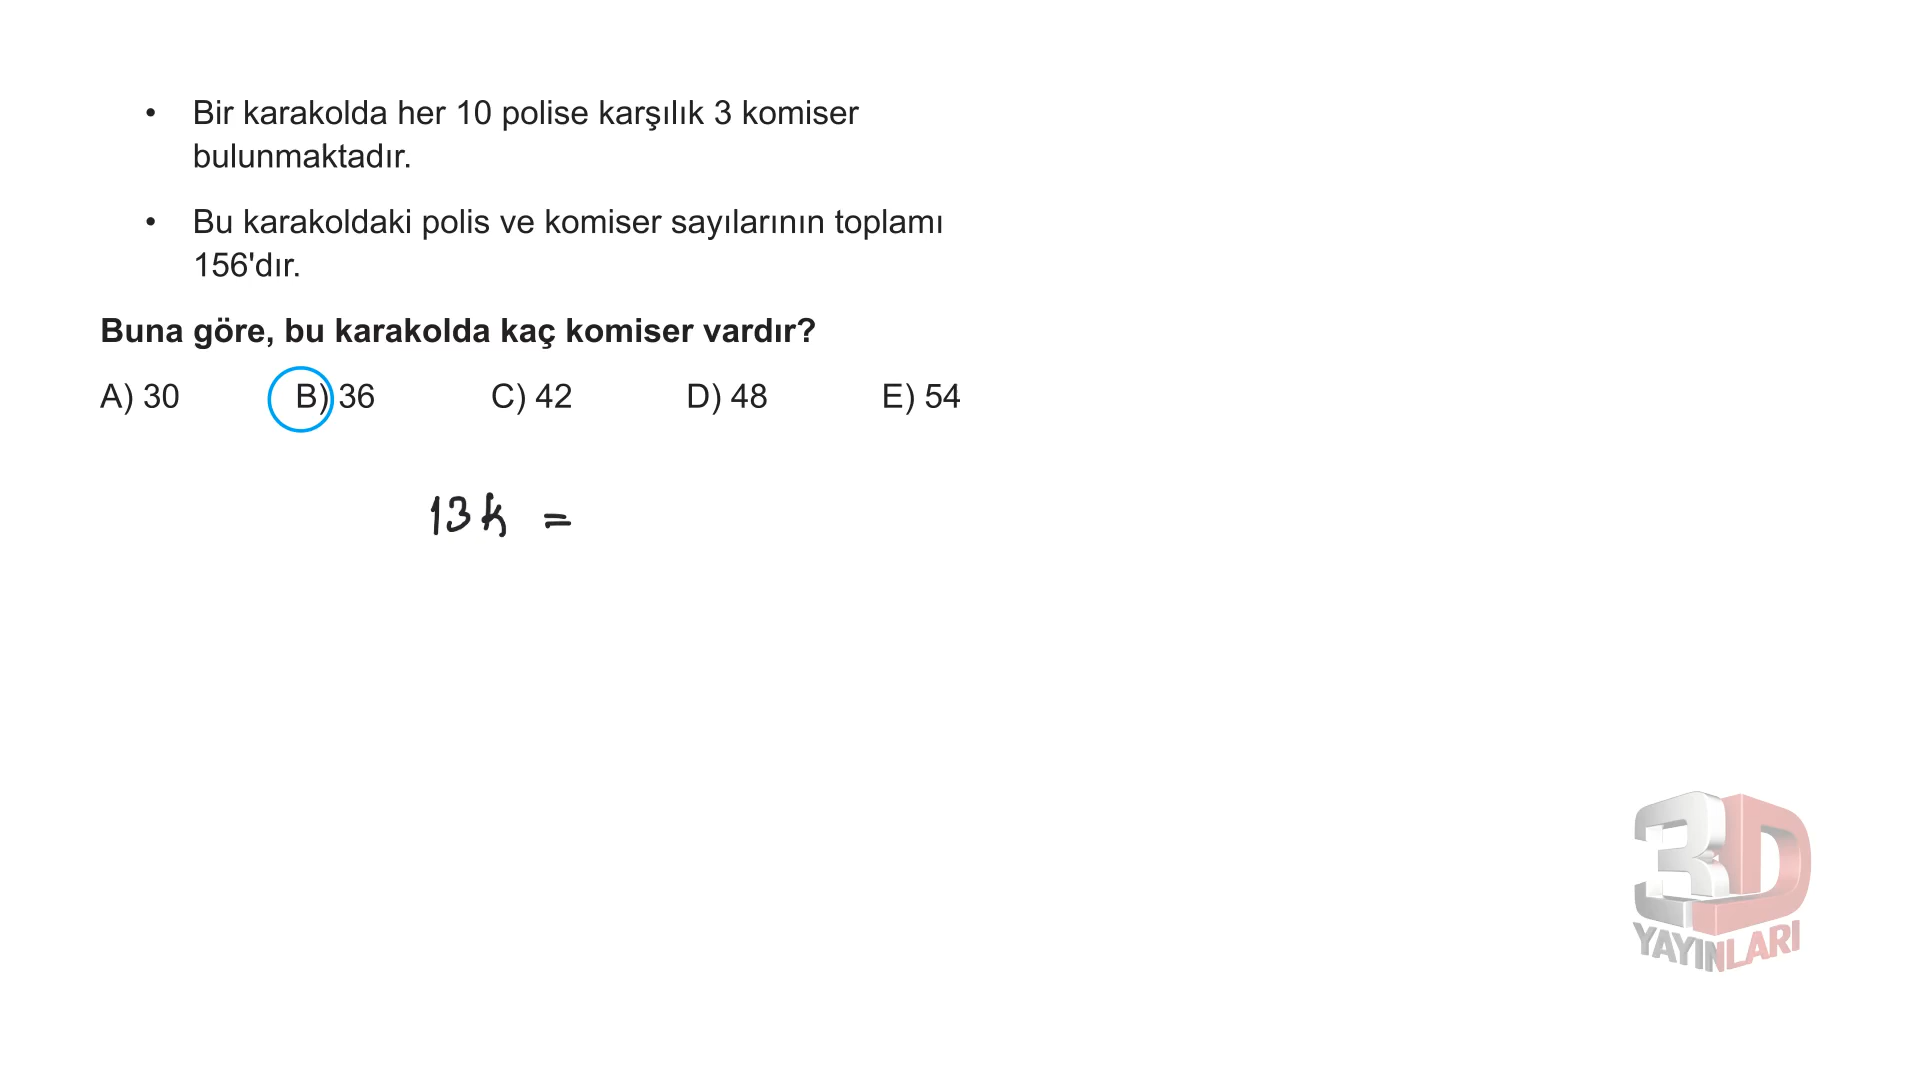 • Bir karakolda her 10 polise karşılık 3 komiser
bulunmaktadır.
• Bu karakoldaki polis ve komiser sayılarının toplamı
156'dır.
Buna göre, bu karakolda kaç komiser vardır?
A) 30 B) 36 C) 42 D) 48 E) 54
13k =
3D
YAYINLARI